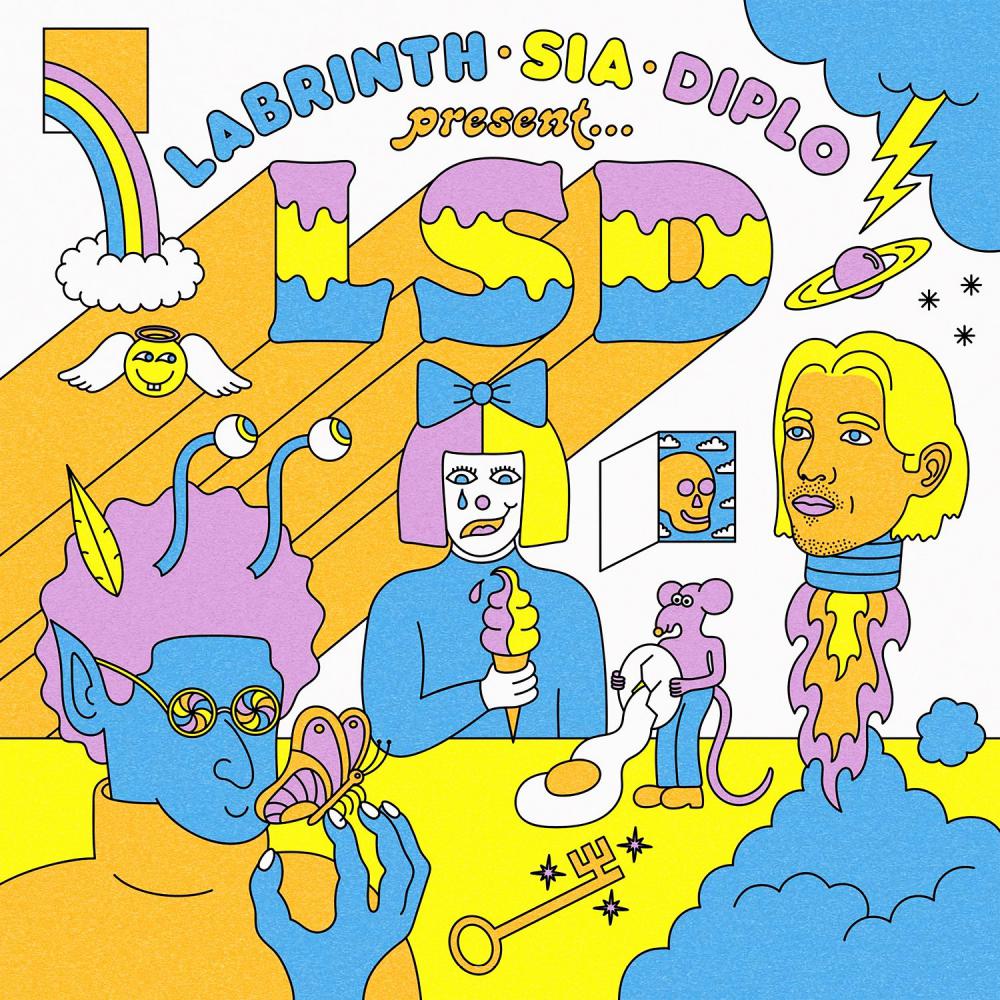 LABRINTH • SIA • DIPLO
present...
LSD